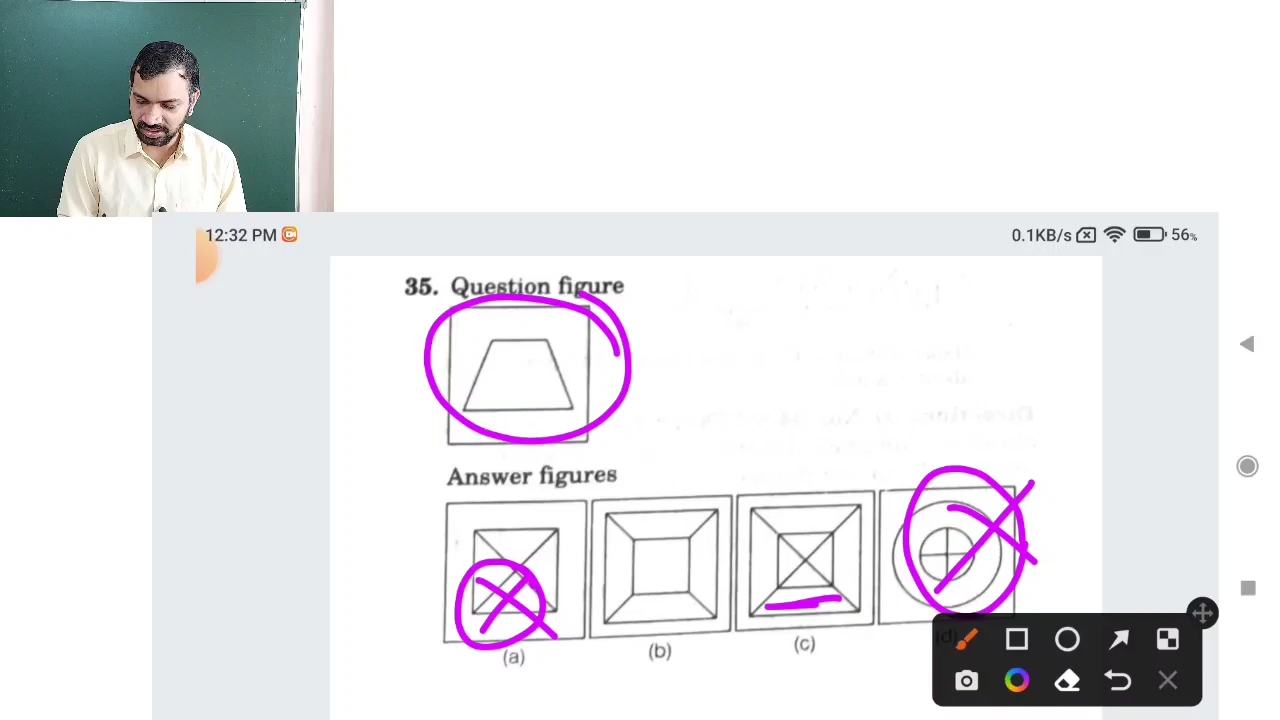 12:32 PM
0.1KB/s 56%
35. Question figure
Answer figures
(a) (b) (c) (d)